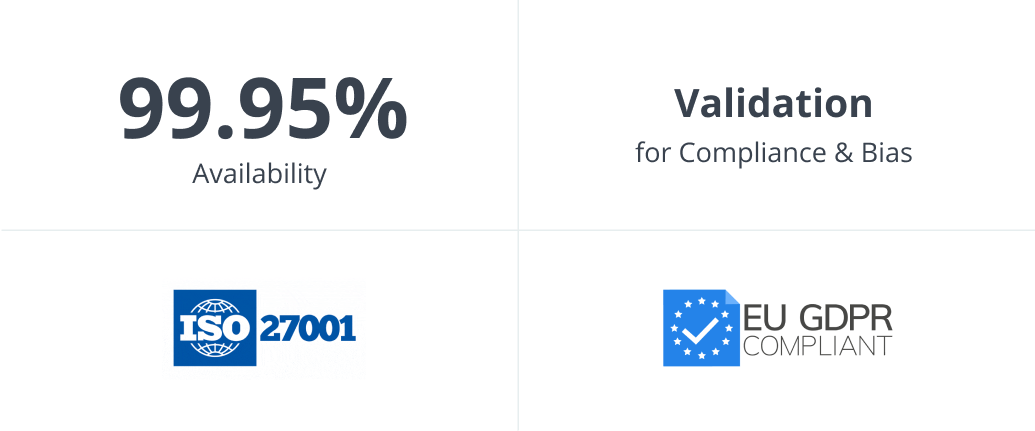 99.95%
Availability
Validation
for Compliance & Bias
ISO 27001
EU GDPR
COMPLIANT